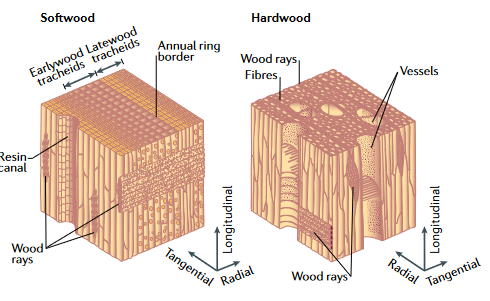 Softwood
Earlywood Latewood
tracheids tracheids
Annual ring
border
Resin
canal
Wood
rays
Tangential
Radial
Longitudinal
Hardwood
Wood rays
Fibres
Vessels
Wood rays
Radial
Tangential
Longitudinal